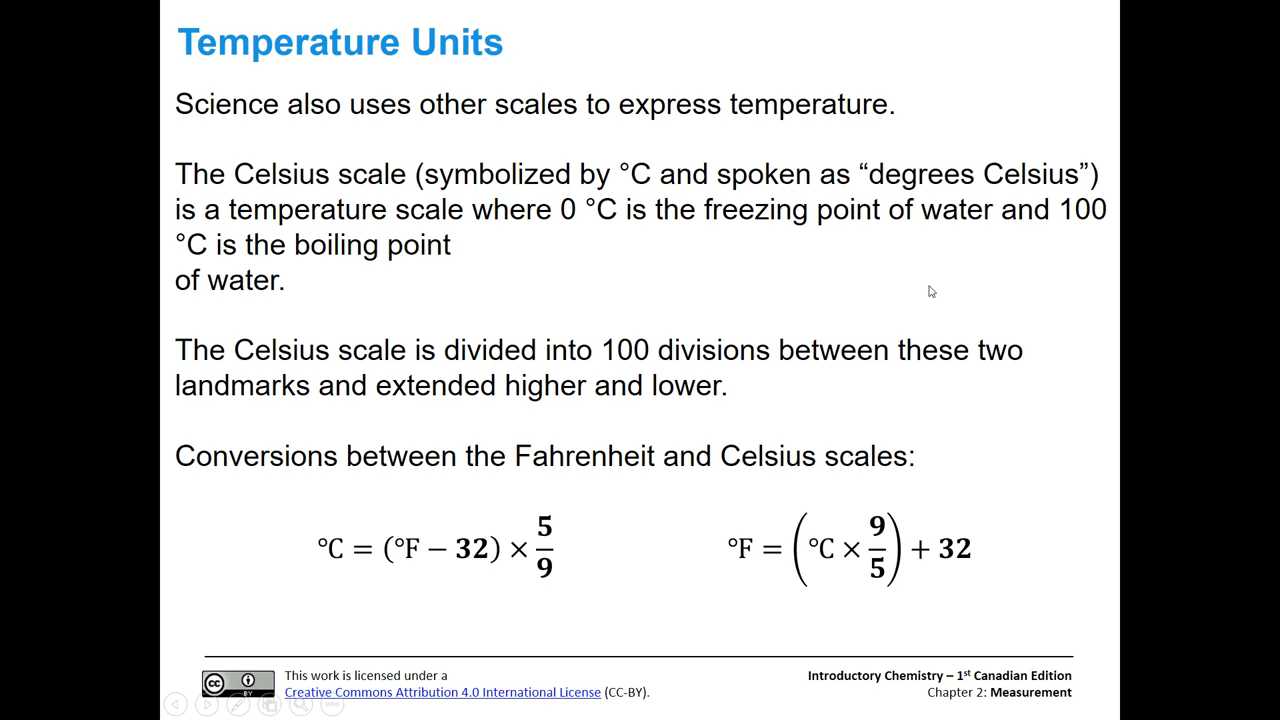 Temperature Units
Science also uses other scales to express temperature.
The Celsius scale (symbolized by °C and spoken as “degrees Celsius”)
is a temperature scale where 0 °C is the freezing point of water and 100
°C is the boiling point
of water.
The Celsius scale is divided into 100 divisions between these two
landmarks and extended higher and lower.
Conversions between the Fahrenheit and Celsius scales:
°C = (°F − 32) × 5/9
°F = (°C × 9/5) + 32
cc BY
This work is licensed under a
Creative Commons Attribution 4.0 International License (CC-BY).
Introductory Chemistry – 1st Canadian Edition
Chapter 2: Measurement